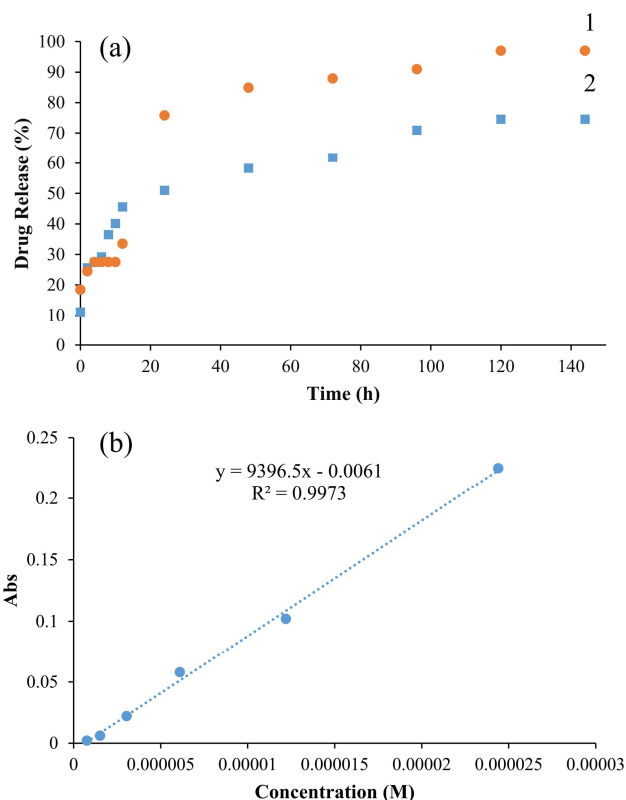 1
(a)
2
100
90
80
70
60
50
40
30
20
10
0
Drug Release (%)
0 20 40 60 80 100 120 140
Time (h)
(b)
0.25
0.2
0.15
0.1
0.05
0
y = 9396.5x - 0.0061
R² = 0.9973
Abs
0 0.000005 0.00001 0.000015 0.00002 0.000025 0.00003
Concentration (M)